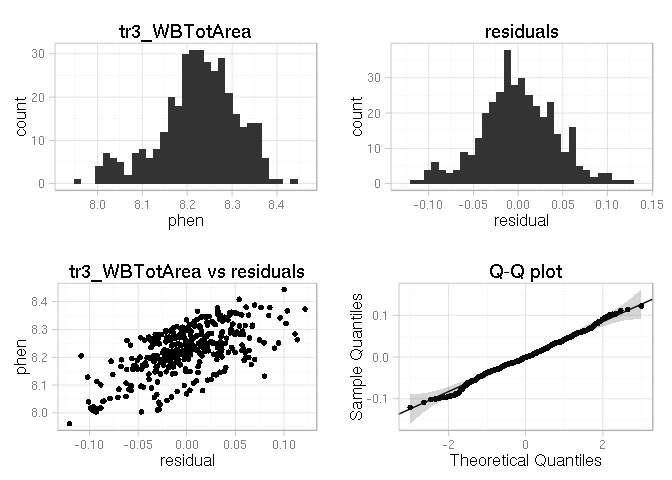 tr3_WBTotArea
30
20
10
0
count
8.0 8.1 8.2 8.3 8.4
phen
residuals
30
20
10
0
count
-0.10 -0.05 0.00 0.05 0.10 0.15
residual
tr3_WBTotArea vs residuals
8.4
8.3
8.2
8.1
8.0
phen
-0.10 -0.05 0.00 0.05 0.10
residual
Q-Q plot
0.1
0.0
-0.1
Sample Quantiles
-2 0 2
Theoretical Quantiles